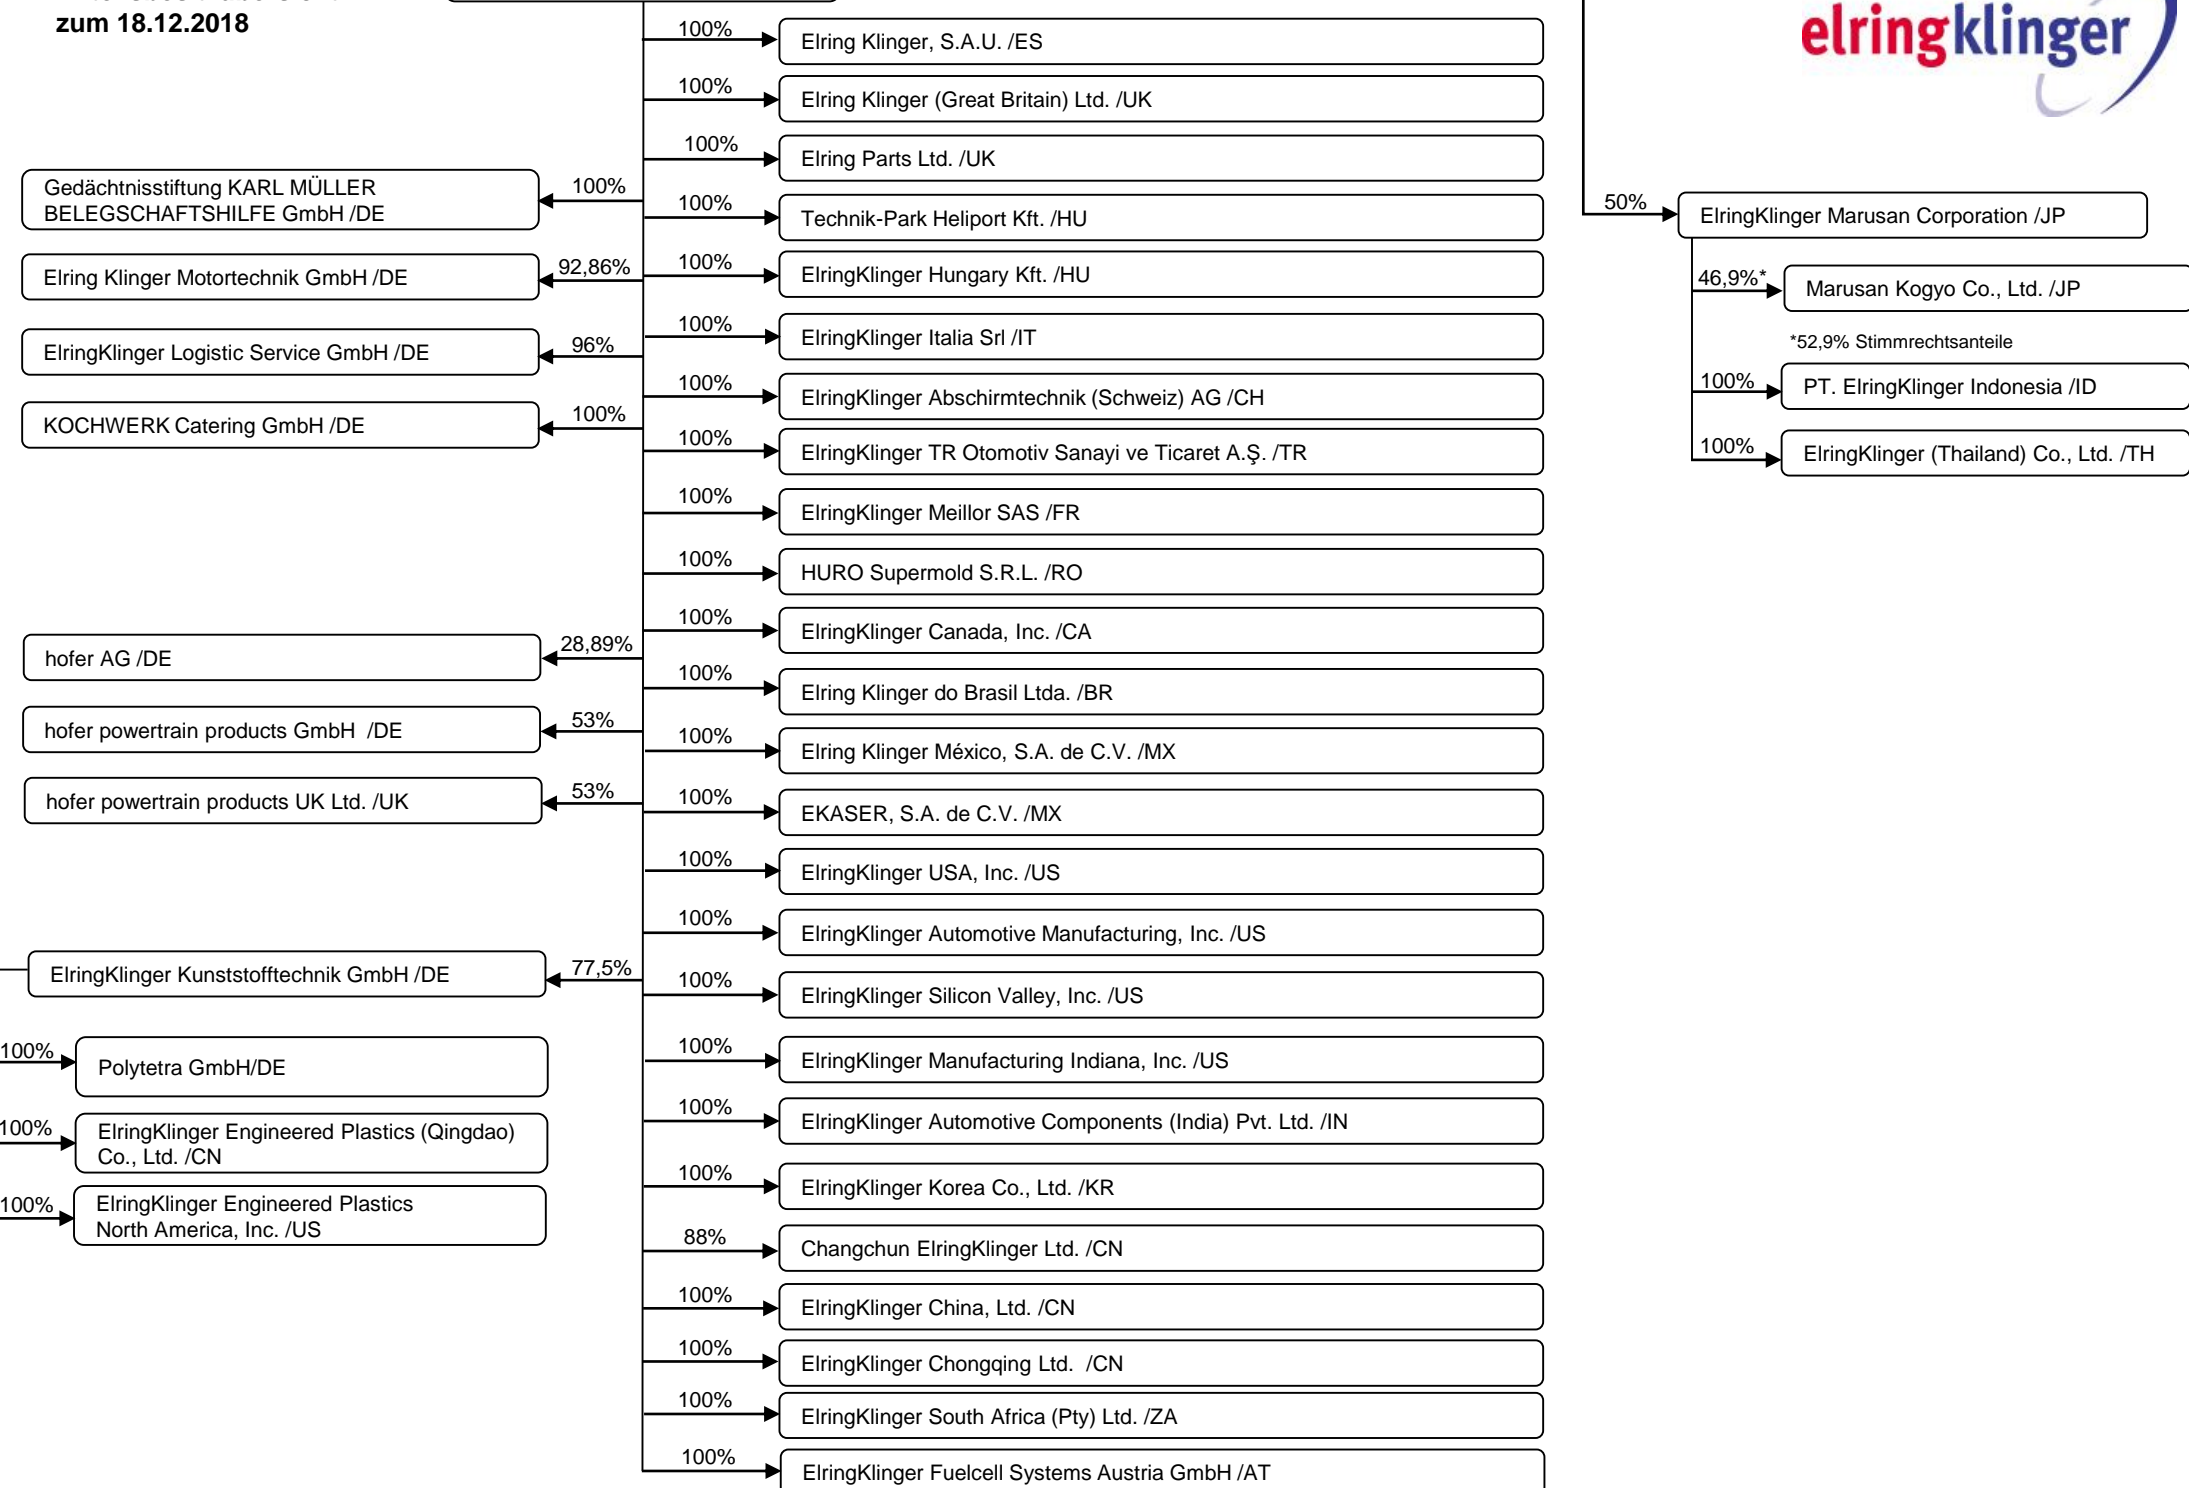 zum 18.12.2018
elringklinger
100%
Elring Klinger, S.A.U. /ES
100%
Elring Klinger (Great Britain) Ltd. /UK
100%
Elring Parts Ltd. /UK
100%
Technik-Park Heliport Kft. /HU
100%
ElringKlinger Hungary Kft. /HU
100%
ElringKlinger Italia Srl /IT
100%
ElringKlinger Abschirmtechnik (Schweiz) AG /CH
100%
ElringKlinger TR Otomotiv Sanayi ve Ticaret A.Ş. /TR
100%
ElringKlinger Meillor SAS /FR
100%
HURO Supermold S.R.L. /RO
100%
ElringKlinger Canada, Inc. /CA
100%
Elring Klinger do Brasil Ltda. /BR
100%
Elring Klinger México, S.A. de C.V. /MX
100%
EKASER, S.A. de C.V. /MX
100%
ElringKlinger USA, Inc. /US
100%
ElringKlinger Automotive Manufacturing, Inc. /US
100%
ElringKlinger Silicon Valley, Inc. /US
100%
ElringKlinger Manufacturing Indiana, Inc. /US
100%
ElringKlinger Automotive Components (India) Pvt. Ltd. /IN
100%
ElringKlinger Korea Co., Ltd. /KR
88%
Changchun ElringKlinger Ltd. /CN
100%
ElringKlinger China, Ltd. /CN
100%
ElringKlinger Chongqing Ltd. /CN
100%
ElringKlinger South Africa (Pty) Ltd. /ZA
100%
ElringKlinger Fuelcell Systems Austria GmbH /AT
Gedächtnisstiftung KARL MÜLLER
BELEGSCHAFTSHILFE GmbH /DE
100%
Elring Klinger Motortechnik GmbH /DE
92,86%
ElringKlinger Logistic Service GmbH /DE
96%
KOCHWERK Catering GmbH /DE
100%
hofer AG /DE
28,89%
hofer powertrain products GmbH /DE
53%
hofer powertrain products UK Ltd. /UK
53%
ElringKlinger Kunststofftechnik GmbH /DE
77,5%
100%
Polytetra GmbH/DE
100%
ElringKlinger Engineered Plastics (Qingdao)
Co., Ltd. /CN
100%
ElringKlinger Engineered Plastics
North America, Inc. /US
50%
ElringKlinger Marusan Corporation /JP
46,9%*
Marusan Kogyo Co., Ltd. /JP
*52,9% Stimmrechtsanteile
100%
PT. ElringKlinger Indonesia /ID
100%
ElringKlinger (Thailand) Co., Ltd. /TH